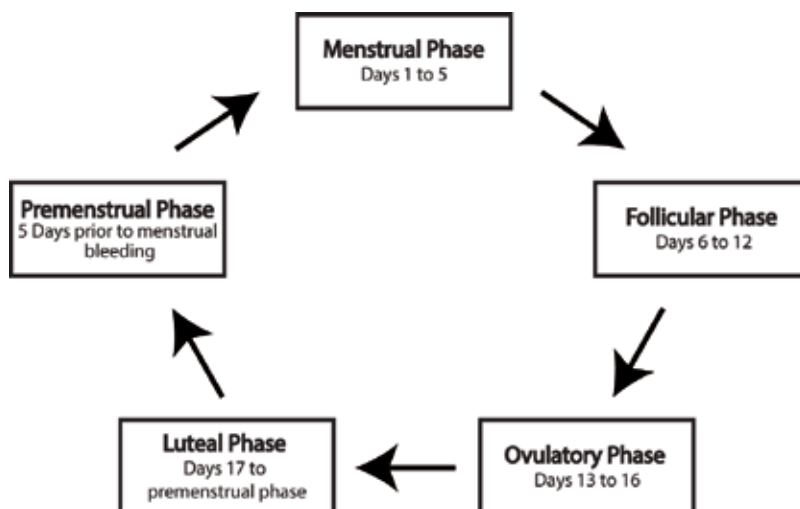 Menstrual Phase
Days 1 to 5
Follicular Phase
Days 6 to 12
Ovulatory Phase
Days 13 to 16
Luteal Phase
Days 17 to
premenstrual phase
Premenstrual Phase
5 Days prior to menstrual
bleeding